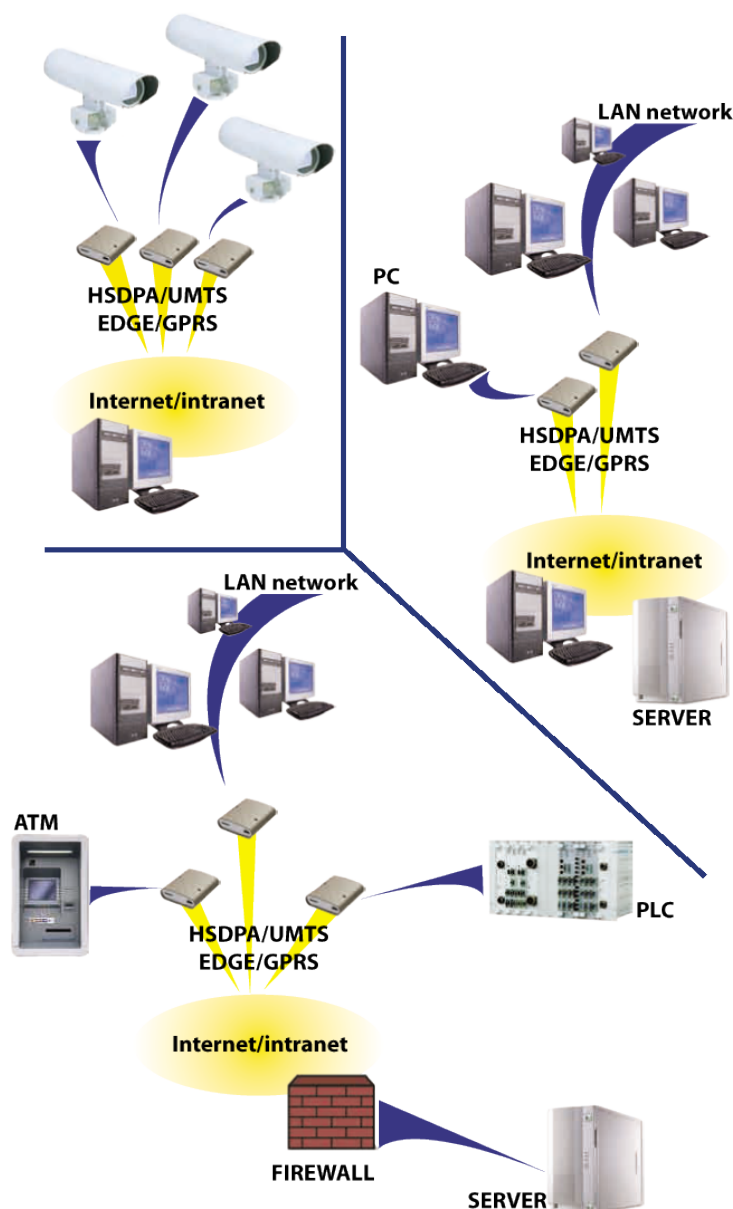 HSDPA/UMTS
EDGE/GPRS
Internet/intranet
LAN network
PC
HSDPA/UMTS
EDGE/GPRS
Internet/intranet
SERVER
LAN network
ATM
PLC
HSDPA/UMTS
EDGE/GPRS
Internet/intranet
FIREWALL
SERVER